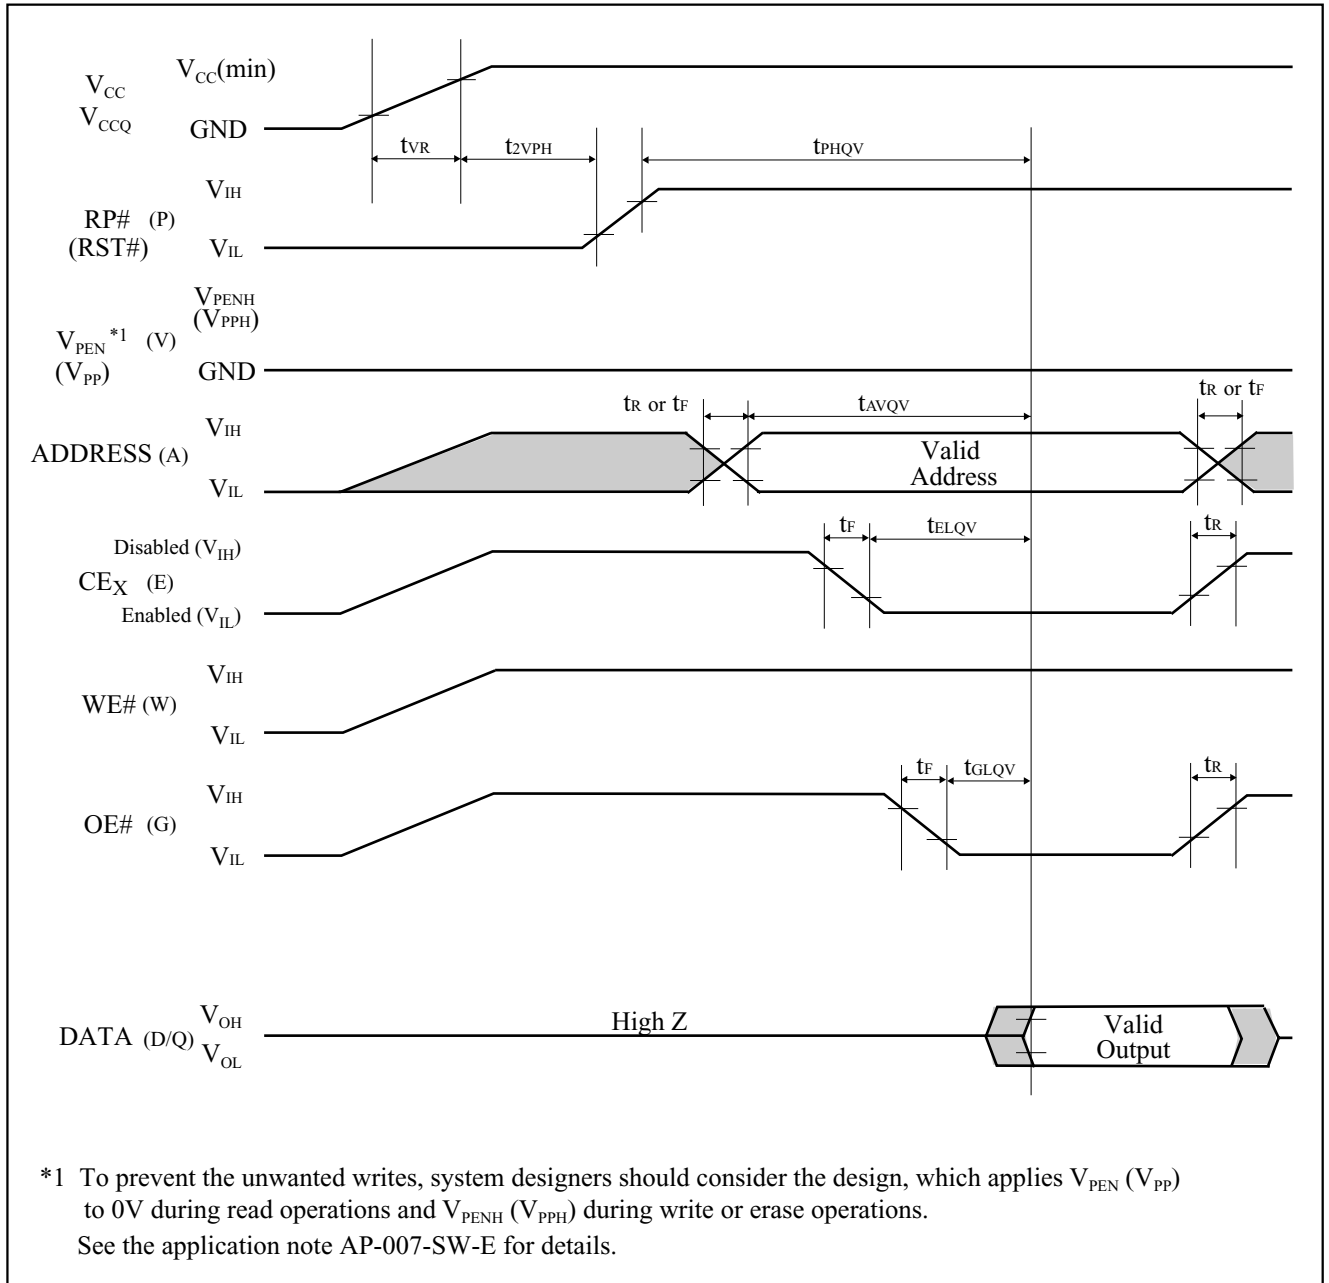 VCC(min)
VCC
VCCQ
GND
tVR
t2VPH
tPHQV
VIH
RP# (P)
(RST#)
VIL
VPENH
(VPPH)
VPEN *1 (V)
(VPP)
GND
tR or tF
tAVQV
tR or tF
VIH
ADDRESS (A)
Valid
Address
VIL
tF
tELQV
tR
Disabled (VIH)
CEX (E)
Enabled (VIL)
VIH
WE# (W)
VIL
tF
tGLQV
tR
VIH
OE# (G)
VIL
VOH
High Z
Valid
DATA (D/Q)
Output
VOL
*1 To prevent the unwanted writes, system designers should consider the design, which applies VPEN (VPP)
to 0V during read operations and VPENH (VPPH) during write or erase operations.
See the application note AP-007-SW-E for details.